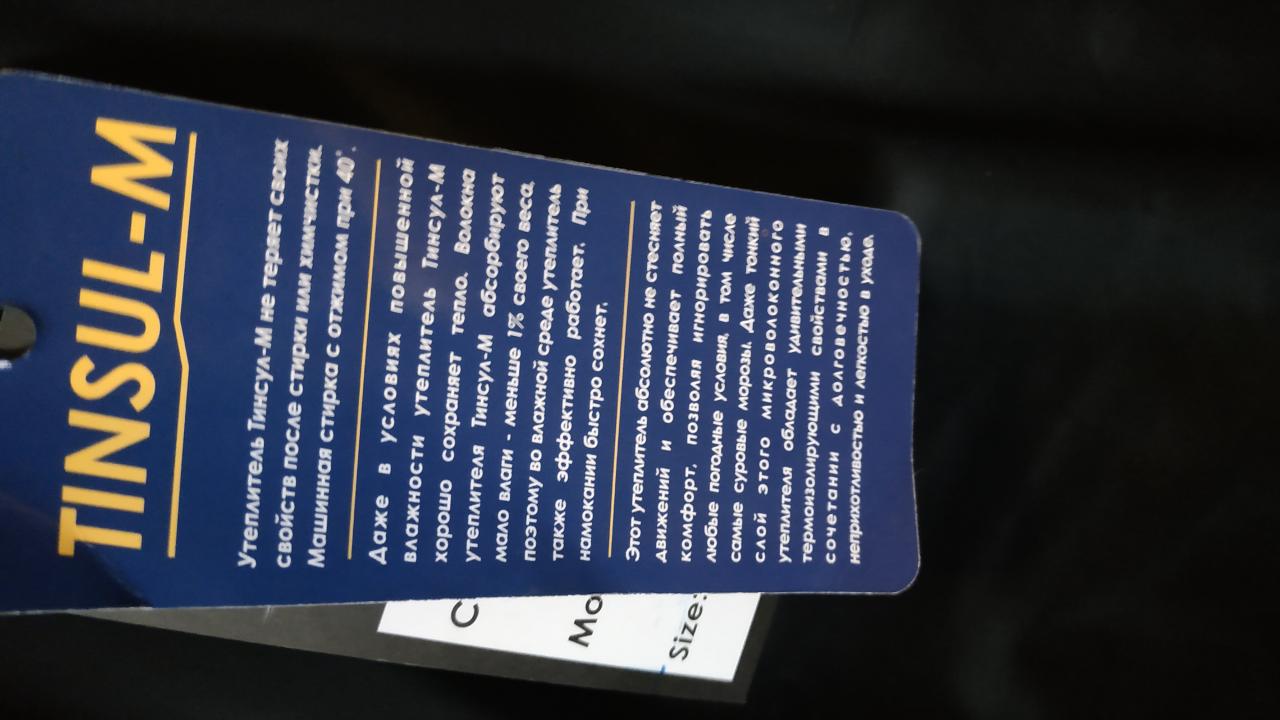 TINSUL-M
Утеплитель Тинсул-М не теряет своих
свойств после стирки или химчистки.
Машинная стирка с отжимом при 40°.
Даже в условиях повышенной
влажности утеплитель Тинсул-М
хорошо сохраняет тепло. Волокна
утеплителя Тинсул-М абсорбируют
мало влаги - меньше 1% своего веса,
поэтому во влажной среде утеплитель
также эффективно работает. При
намокании быстро сохнет.
Этот утеплитель абсолютно не стесняет
движений и обеспечивает полный
комфорт, позволяя игнорировать
любые погодные условия, в том числе
самые суровые морозы. Даже тонкий
слой этого микроволоконного
утеплителя обладает удивительными
термоизолирующими свойствами в
сочетании с долговечностью,
неприхотливостью и легкостью в уходе.
C
Mo
Size: